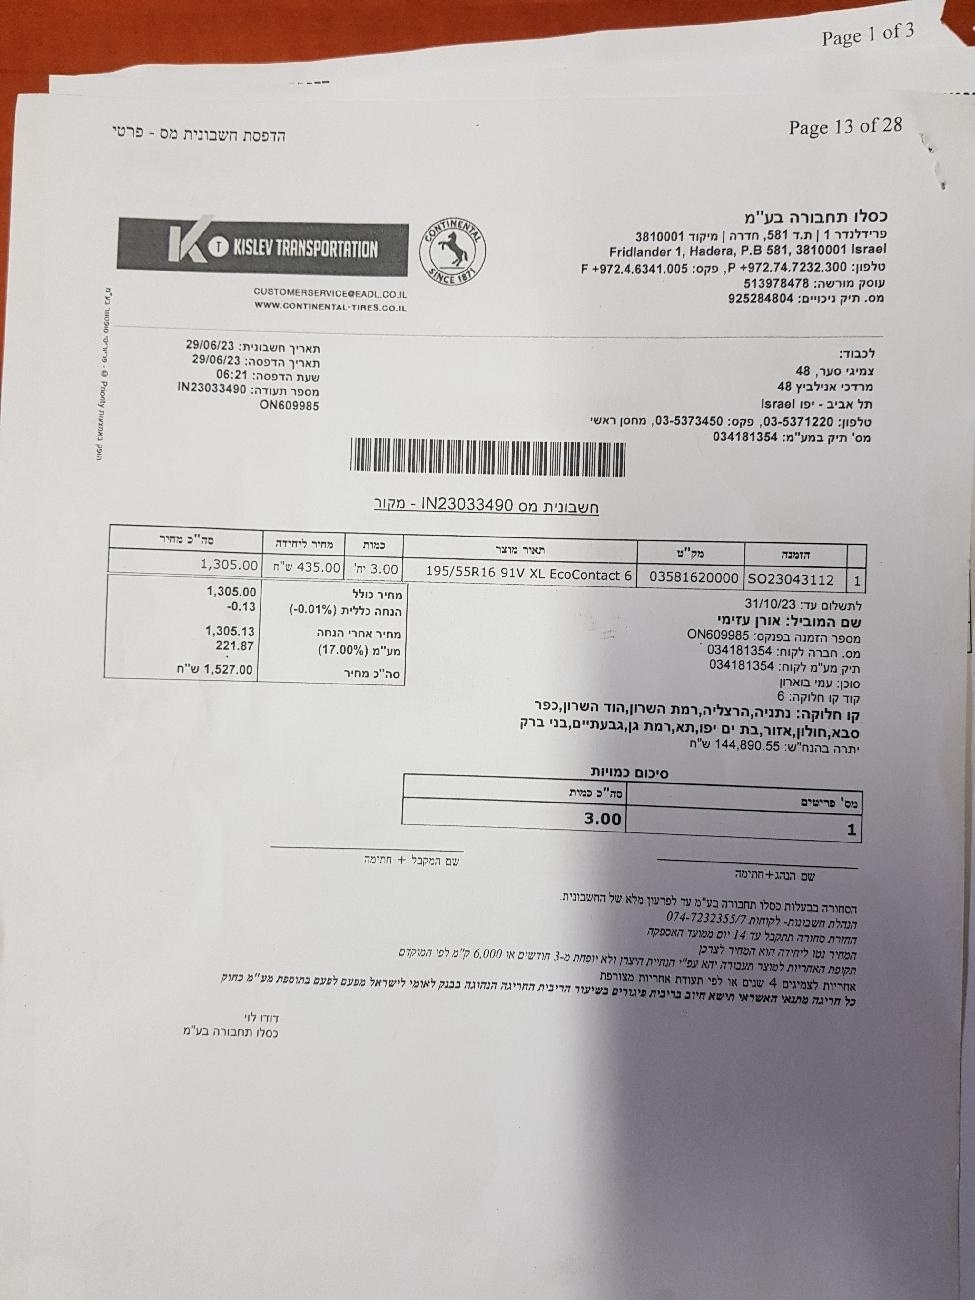 Page 1 of 3
Page 13 of 28
הדפסת חשבונית מס - פרטי
כסלו תחבורה בע"מ
פרידלנדר 1 | ת.ד 581, חדרה | מיקוד 3810001
Fridlander 1, Hadera, P.B 581, 3810001 Israel
טלפון: P +972.74.7232.300, פקס: F +972.4.6341.005
עוסק מורשה: 513978478
מס. תיק ניכויים: 925284804
KT KISLEV TRANSPORTATION
CONTINENTAL
SINCE 1871
CUSTOMERSERVICE@EADL.CO.IL
WWW.CONTINENTAL-TIRES.CO.IL
תאריך חשבונית: 29/06/23
תאריך הדפסה: 29/06/23
שעת הדפסה: 06:21
מספר תעודה: IN23033490
ON609985
לכבוד:
צמיגי סער, 48
מרדכי אנילביץ 48
תל אביב - יפו Israel
טלפון: 03-5371220, פקס: 03-5373450, מחסן ראשי
מס' תיק במע"מ: 034181354
חשבונית מס IN23033490 - מקור
הזמנה מק"ט תאור מוצר כמות מחיר ליחידה סה"כ מחיר
1 SO23043112 03581620000 195/55R16 91V XL EcoContact 6 3.00 יח' 435.00 ש"ח 1,305.00
מחיר כולל 1,305.00
הנחה כללית (-0.01%) -0.13
מחיר אחרי הנחה 1,305.13
מע"מ (17.00%) 221.87
סה"כ מחיר 1,527.00 ש"ח
לתשלום עד: 31/10/23
שם המוביל: אורן עזימי
מספר הזמנה בפנקס: ON609985
מס. חברה לקוח: 034181354
תיק מע"מ לקוח: 034181354
סוכן: עמי בוארון
קוד קו חלוקה: 6
קו חלוקה: נתניה,הרצליה,רמת השרון,הוד השרון,כפר
סבא,חולון,אזור,בת ים יפו,תא,רמת גן,גבעתיים,בני ברק
יתרה בהנח"ש: 144,890.55 ש"ח
סיכום כמויות
מס' פריטים סה"כ כמית
1 3.00
שם הנהג+חתימה
שם המקבל + חתימה
הסחורה בבעלות כסלו תחבורה בע"מ עד לפרעון מלא של החשבונית.
הנהלת חשבונות- לקוחות 074-7232355/7
החזרת סחורה תתקבל עד 14 יום ממועד האספקה
המחיר נטו ליחידה הוא המחיר לצרכן
תקופת האחריות למוצר תעבורה יהא עפ"י הנחיית היצרן ולא יופחת מ-3 חודשים או 6,000 ק"מ לפי המוקדם
אחריות לצמיגים 4 שנים או לפי תעודת אחריות מצורפת
כל חריגה מתנאי האשראי תישא חיוב בריבית פיגורים בשיעור הריבית החריגה הנהוגה בבנק לאומי לישראל מפעם לפעם בתוספת מע"מ כחוק
דודו לוי
כסלו תחבורה בע"מ